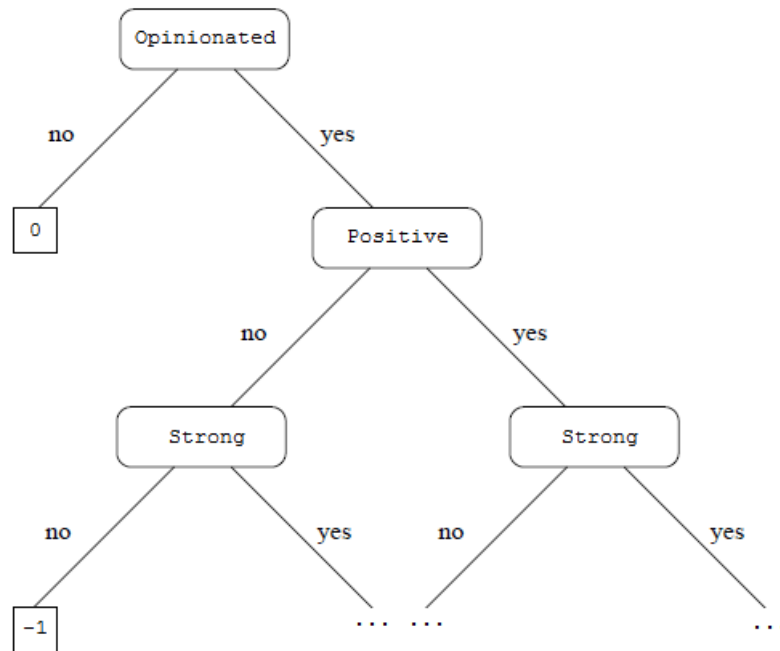 Opinionated
no yes
0 Positive
no yes
Strong Strong
no yes no yes
-1 ... ... ..